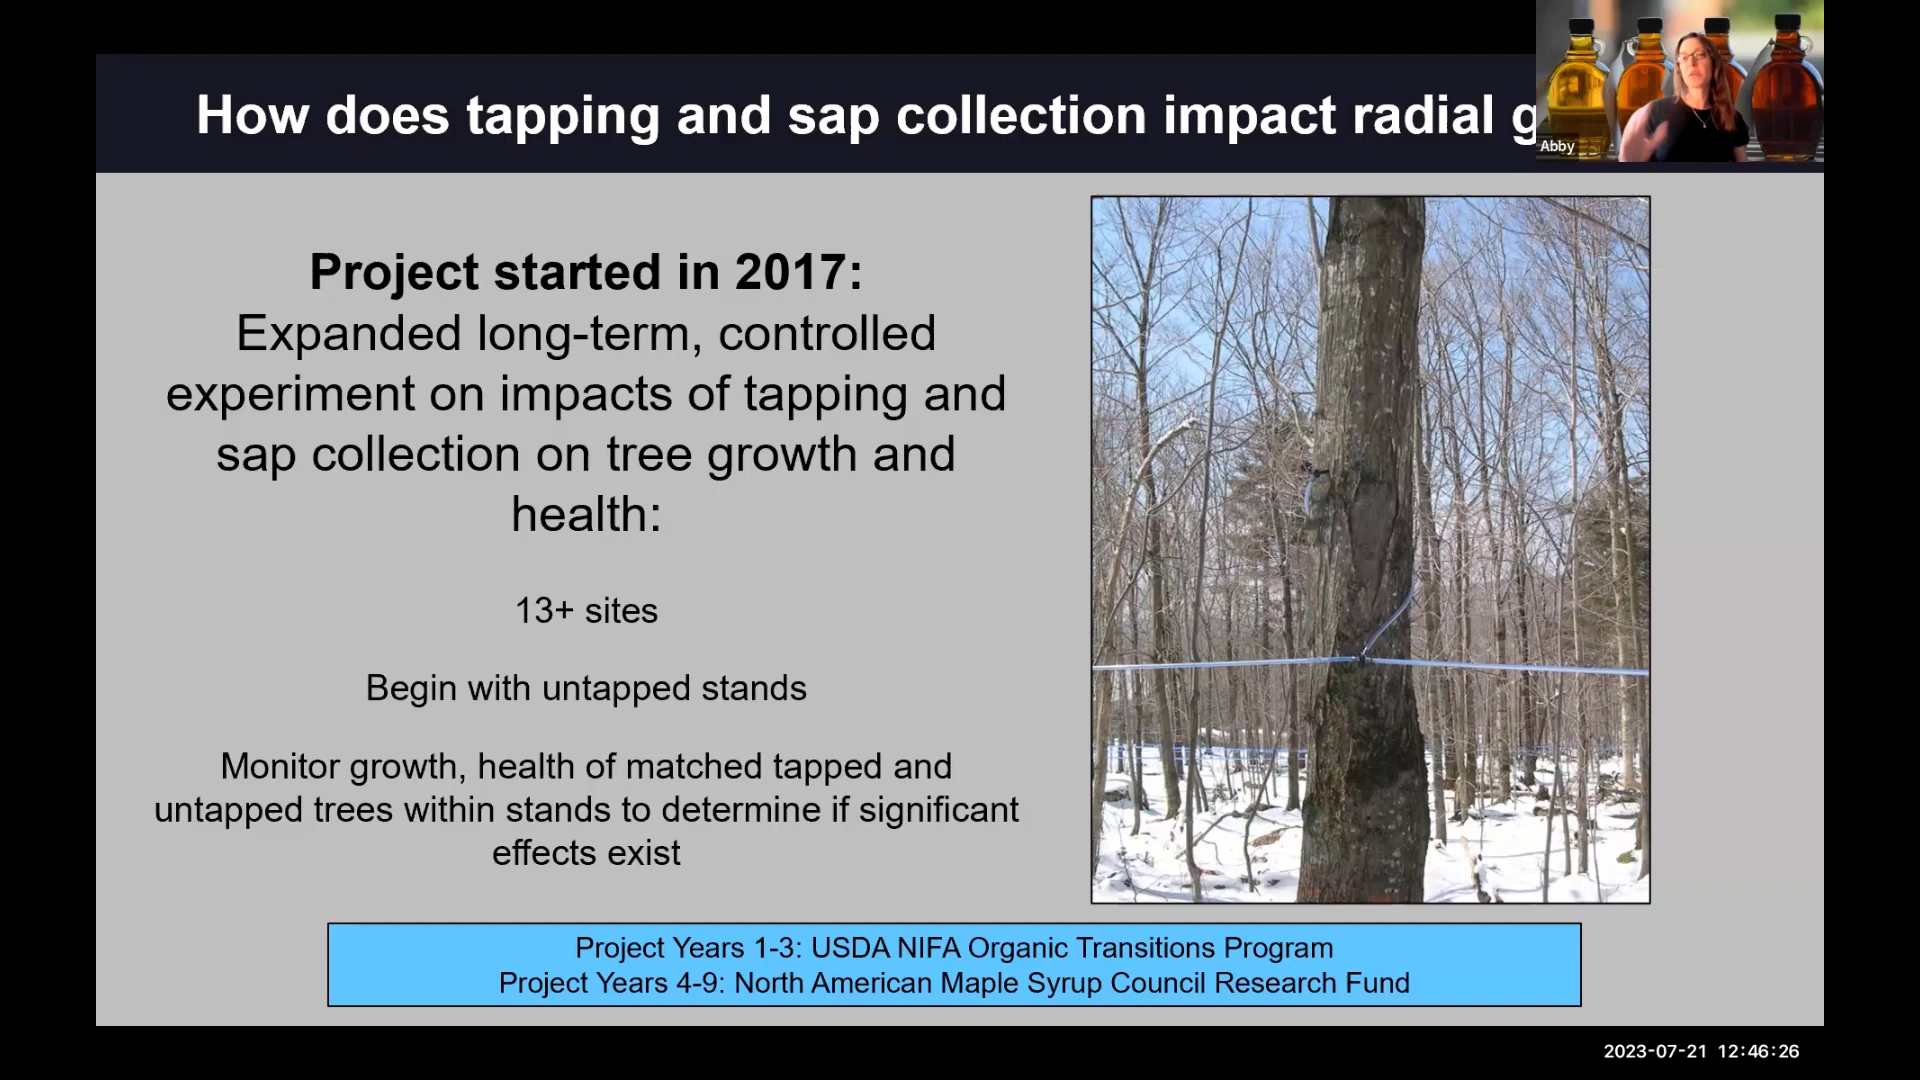 How does tapping and sap collection impact radial g
Abby
Project started in 2017:
Expanded long-term, controlled
experiment on impacts of tapping and
sap collection on tree growth and
health:
13+ sites
Begin with untapped stands
Monitor growth, health of matched tapped and
untapped trees within stands to determine if significant
effects exist
Project Years 1-3: USDA NIFA Organic Transitions Program
Project Years 4-9: North American Maple Syrup Council Research Fund
2023-07-21 12:46:26